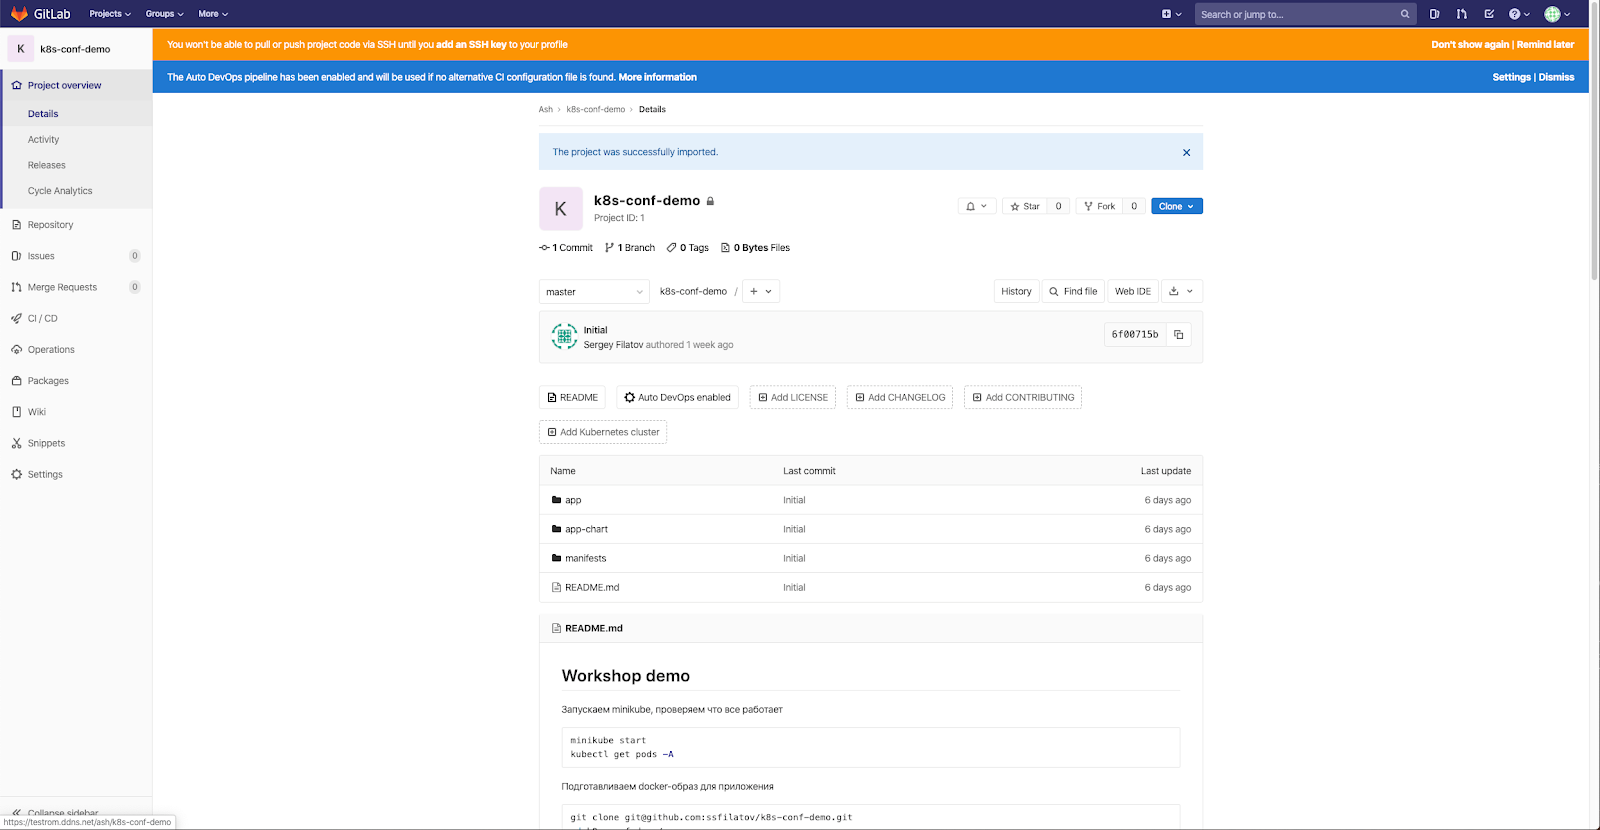 GitLab Projects Groups More Search or jump to...
K k8s-conf-demo
You won't be able to pull or push project code via SSH until you add an SSH key to your profile Don't show again | Remind later
The Auto DevOps pipeline has been enabled and will be used if no alternative CI configuration file is found. More information Settings | Dismiss
Project overview
Details
Activity
Releases
Cycle Analytics
Repository
Issues 0
Merge Requests 0
CI / CD
Operations
Packages
Wiki
Snippets
Settings
Collapse sidebar
https://testrom.ddns.net/ash/k8s-conf-demo
Ash > k8s-conf-demo > Details
The project was successfully imported.
K
k8s-conf-demo
Project ID: 1
Star 0 Fork 0 Clone
1 Commit 1 Branch 0 Tags 0 Bytes Files
master k8s-conf-demo / + History Find file Web IDE
Initial
Sergey Filatov authored 1 week ago
6f00715b
README Auto DevOps enabled Add LICENSE Add CHANGELOG Add CONTRIBUTING
Add Kubernetes cluster
Name Last commit Last update
app Initial 6 days ago
app-chart Initial 6 days ago
manifests Initial 6 days ago
README.md Initial 6 days ago
README.md
Workshop demo
Запускаем minikube, проверяем что все работает
minikube start
kubectl get pods -A
Подготавливаем docker-образ для приложения
git clone git@github.com:ssfilatov/k8s-conf-demo.git